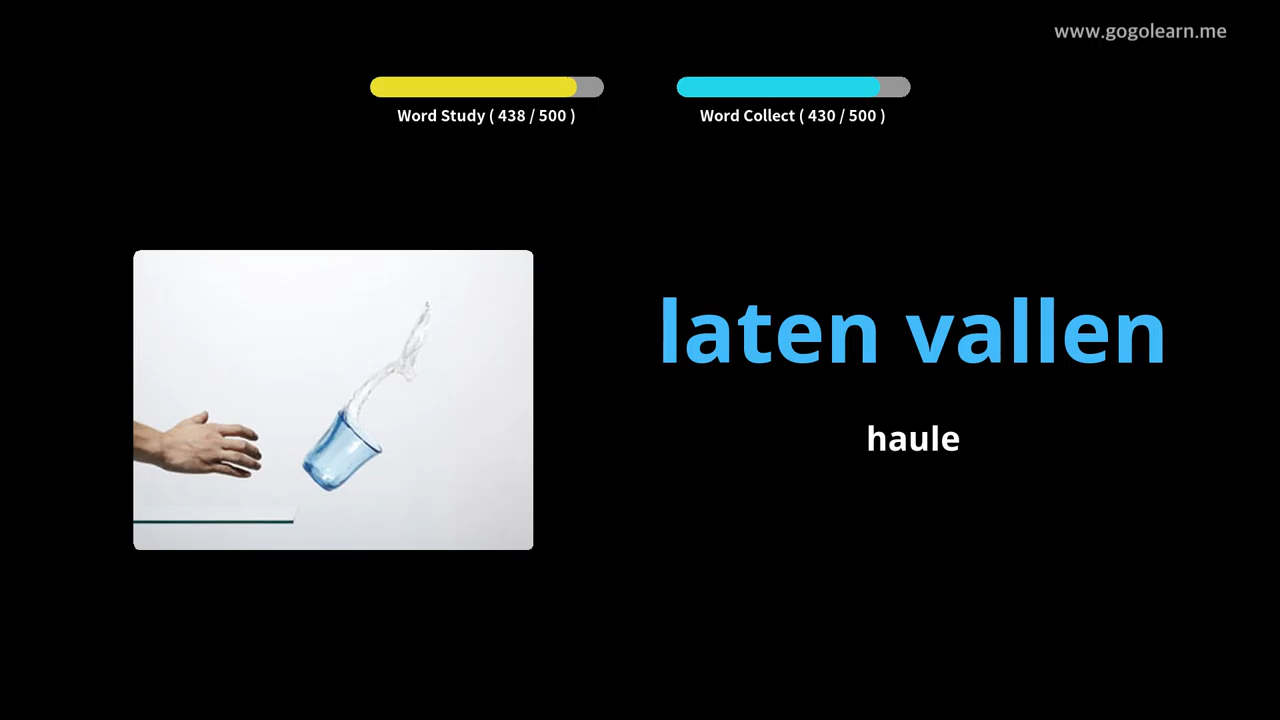 www.gogolearn.me
Word Study ( 438 / 500 )
Word Collect ( 430 / 500 )
laten vallen
haule